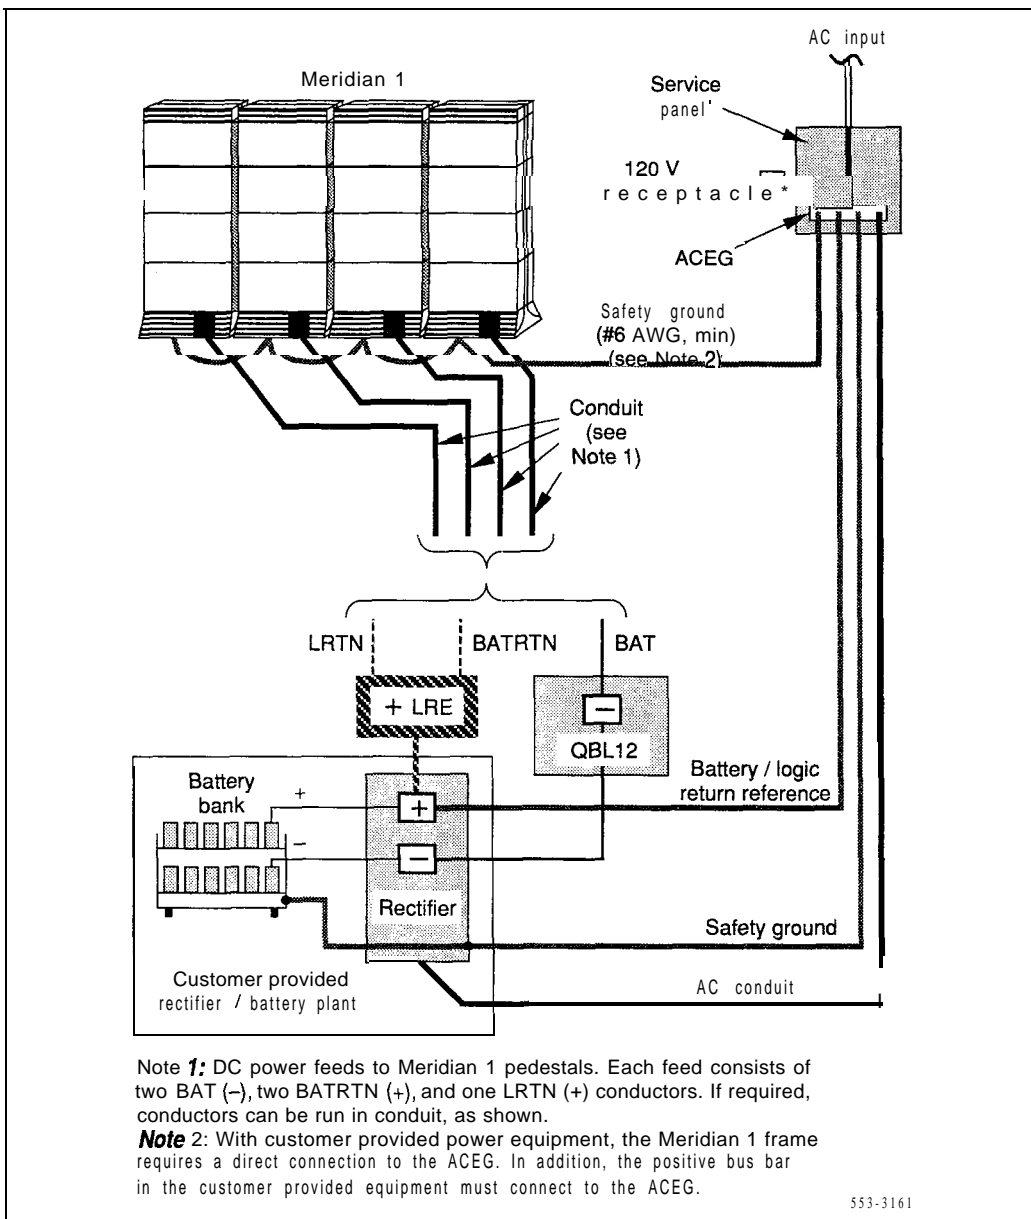 AC input
Meridian 1
Service
panel'
120 V
receptacle*
ACEG
Safety ground
(#6 AWG, min)
(see Note 2)
Conduit
(see
Note 1)
LRTN
BATRTN
BAT
+ LRE
−
QBL12
Battery
bank
+
−
+
−
Battery / logic
return reference
Rectifier
Safety ground
Customer provided
rectifier / battery plant
AC conduit
Note 1: DC power feeds to Meridian 1 pedestals. Each feed consists of
two BAT (–), two BATRTN (+), and one LRTN (+) conductors. If required,
conductors can be run in conduit, as shown.
Note 2: With customer provided power equipment, the Meridian 1 frame
requires a direct connection to the ACEG. In addition, the positive bus bar
in the customer provided equipment must connect to the ACEG.
553-3161